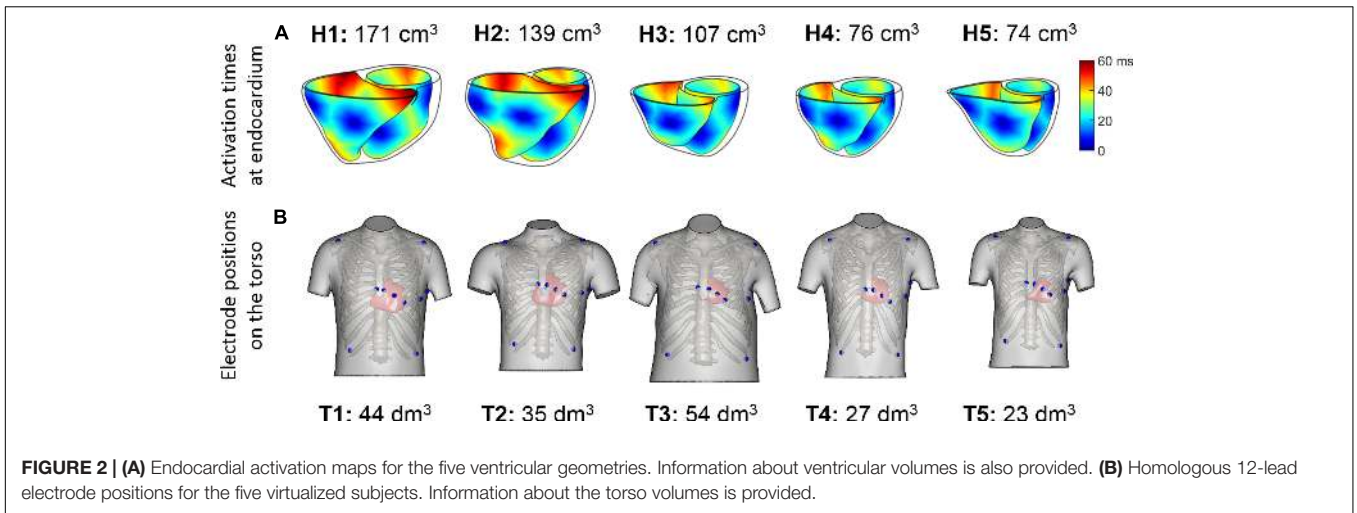 A
H1: 171 cm³ H2: 139 cm³ H3: 107 cm³ H4: 76 cm³ H5: 74 cm³
Activation times
at endocardium
60 ms
40
20
0
B
Electrode positions
on the torso
T1: 44 dm³ T2: 35 dm³ T3: 54 dm³ T4: 27 dm³ T5: 23 dm³
FIGURE 2 | (A) Endocardial activation maps for the five ventricular geometries. Information about ventricular volumes is also provided. (B) Homologous 12-lead
electrode positions for the five virtualized subjects. Information about the torso volumes is provided.